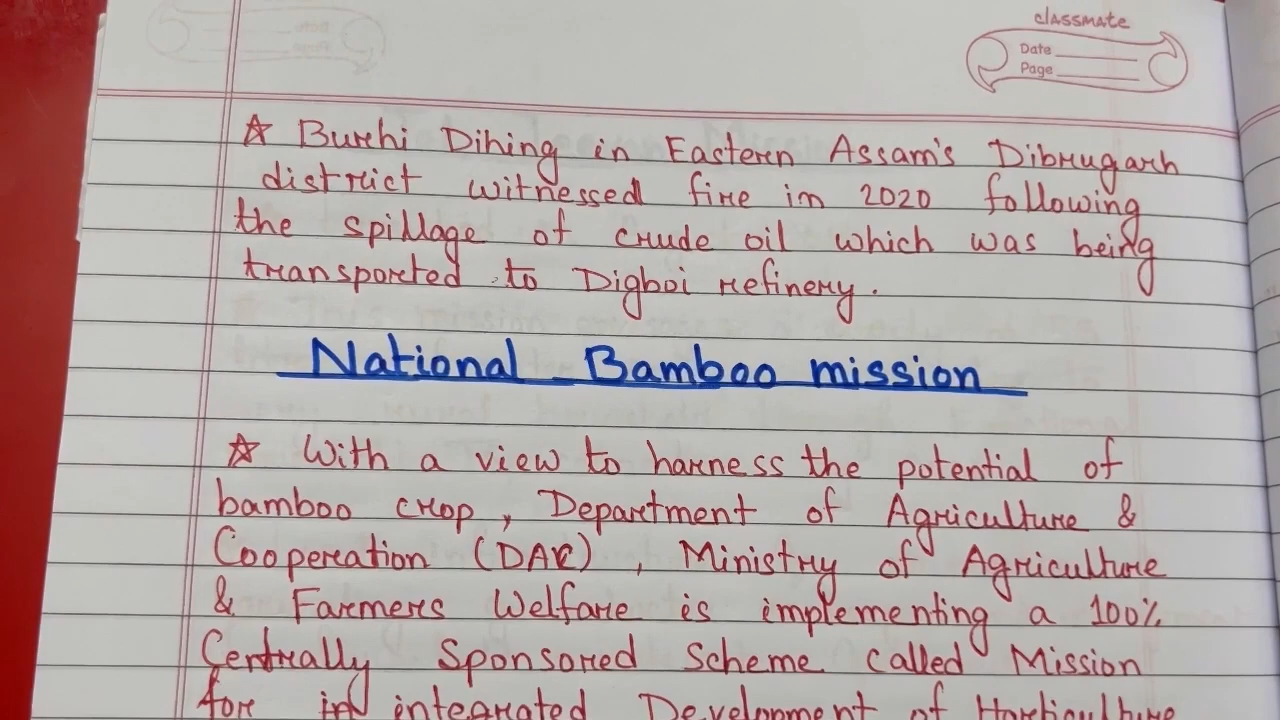 classmate
Date
Page
☆ Burhi Dihing in Eastern Assam's Dibrugarh
district witnessed fire in 2020 following
the spillage of crude oil which was being
transported to Digboi refinery.
National Bamboo mission
☆ With a view to harness the potential of
bamboo crop, Department of Agriculture &
Cooperation (DAC), Ministry of Agriculture
& Farmers Welfare is implementing a 100%
Centrally Sponsored Scheme called Mission
for integrated Development of Horticulture